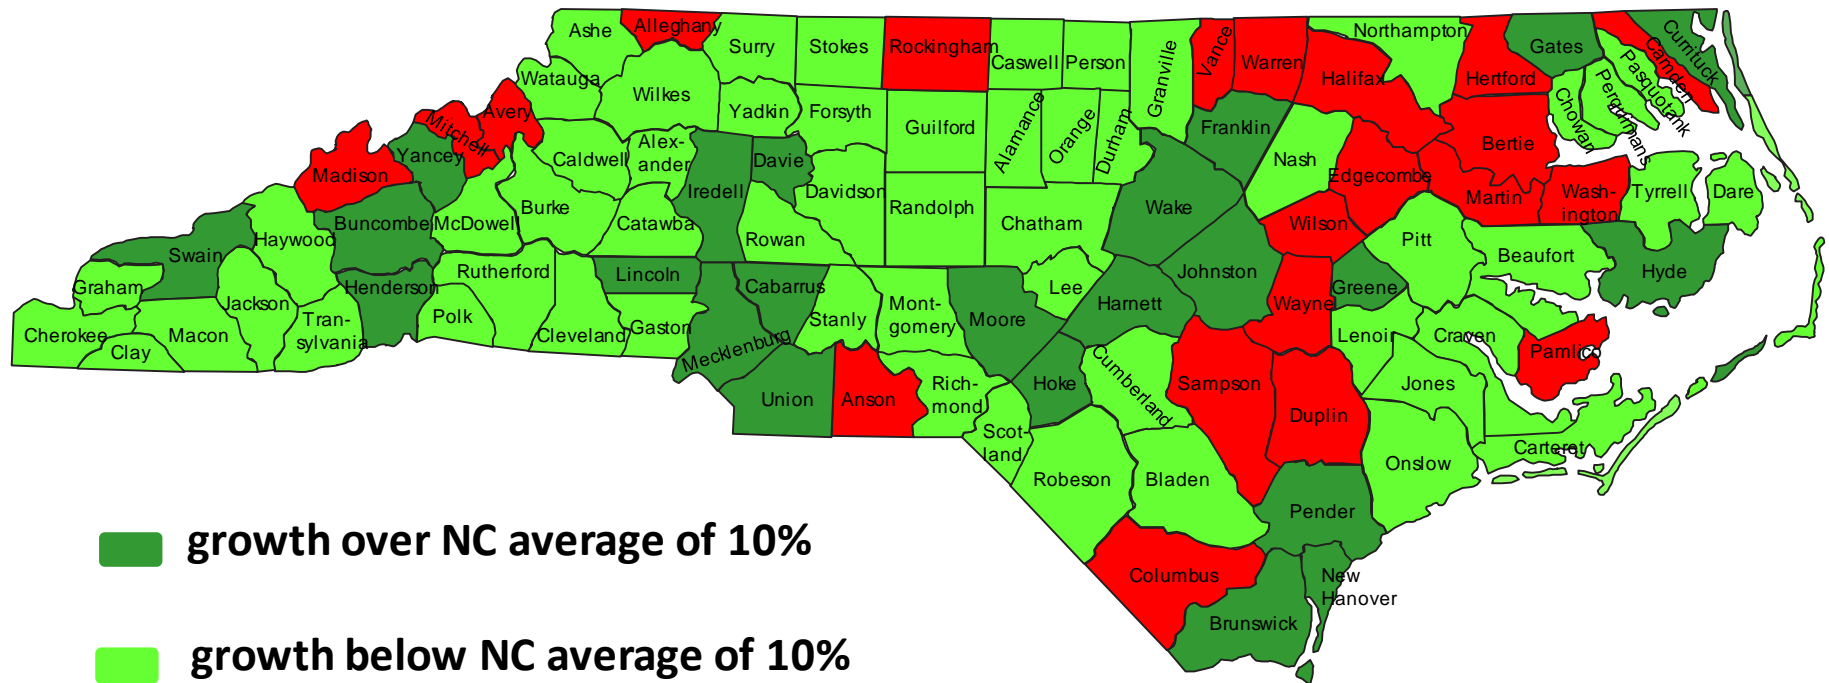 Ashe
Alleghany
Surry
Stokes
Rockingham
Caswell
Person
Granville
Vance
Warren
Northampton
Halifax
Hertford
Gates
Camden
Currituck
Pasquotank
Perquimans
Chowan
Watauga
Wilkes
Yadkin
Forsyth
Guilford
Alamance
Orange
Durham
Franklin
Nash
Bertie
Avery
Mitchell
Yancey
Madison
Caldwell
Alex-
ander
Iredell
Davie
Davidson
Randolph
Chatham
Wake
Edgecombe
Martin
Wash-
ington
Tyrrell
Dare
Buncombe
McDowell
Burke
Catawba
Rowan
Wilson
Pitt
Beaufort
Hyde
Swain
Haywood
Graham
Jackson
Henderson
Rutherford
Lincoln
Cabarrus
Stanly
Mont-
gomery
Moore
Lee
Harnett
Johnston
Wayne
Greene
Cherokee
Clay
Macon
Tran-
sylvania
Polk
Cleveland
Gaston
Mecklenburg
Lenoir
Craven
Pamlico
Union
Anson
Rich-
mond
Hoke
Cumberland
Sampson
Duplin
Jones
Scot-
land
Robeson
Bladen
Onslow
Carteret
Pender
Columbus
New
Hanover
Brunswick
growth over NC average of 10%
growth below NC average of 10%